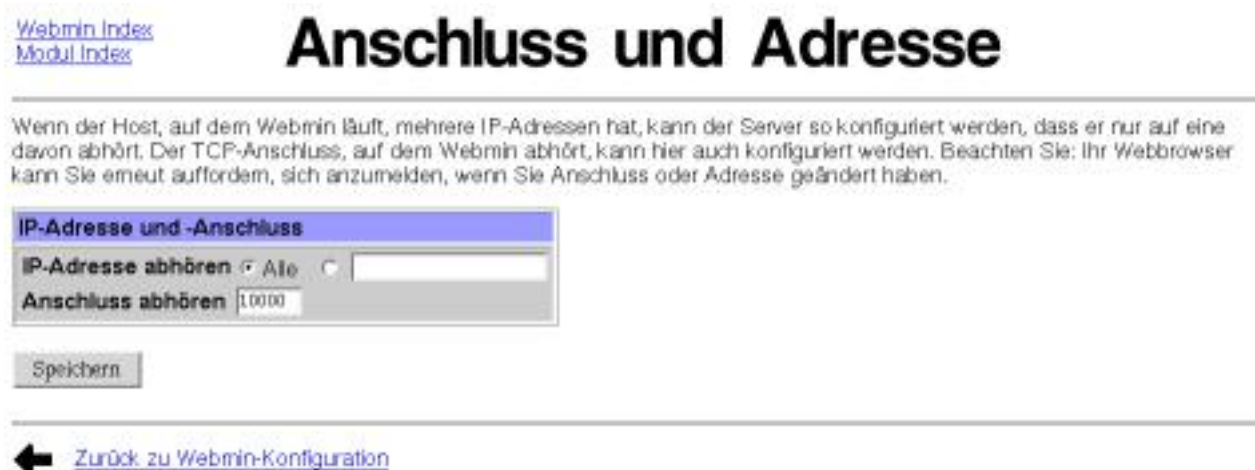 Webmin Index
Modul Index
Anschluss und Adresse
Wenn der Host, auf dem Webmin läuft, mehrere IP-Adressen hat, kann der Server so konfiguriert werden, dass er nur auf eine
davon abhört. Der TCP-Anschluss, auf dem Webmin abhört, kann hier auch konfiguriert werden. Beachten Sie: Ihr Webbrowser
kann Sie erneut auffordern, sich anzumelden, wenn Sie Anschluss oder Adresse geändert haben.
IP-Adresse und -Anschluss
IP-Adresse abhören Alle
Anschluss abhören 10000
Speichern
Zurück zu Webmin-Konfiguration